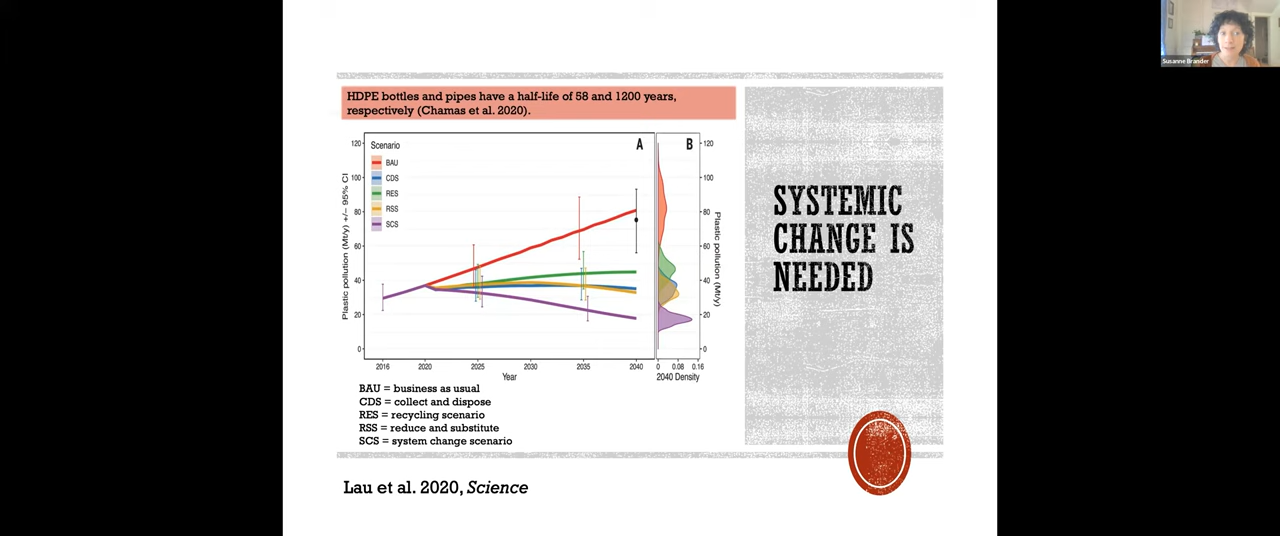 Susanne Brander
HDPE bottles and pipes have a half-life of 58 and 1200 years,
respectively (Chamas et al. 2020).
Scenario
BAU
CDS
RES
RSS
SCS
A
B
120
100
80
60
40
20
0
Plastic pollution (Mt/y) +/− 95% CI
2016
2020
2025
2030
2035
2040
Year
120
100
80
60
40
20
0
Plastic pollution (Mt/y)
0
0.08
0.16
2040 Density
BAU = business as usual
CDS = collect and dispose
RES = recycling scenario
RSS = reduce and substitute
SCS = system change scenario
Lau et al. 2020, Science
SYSTEMIC
CHANGE IS
NEEDED